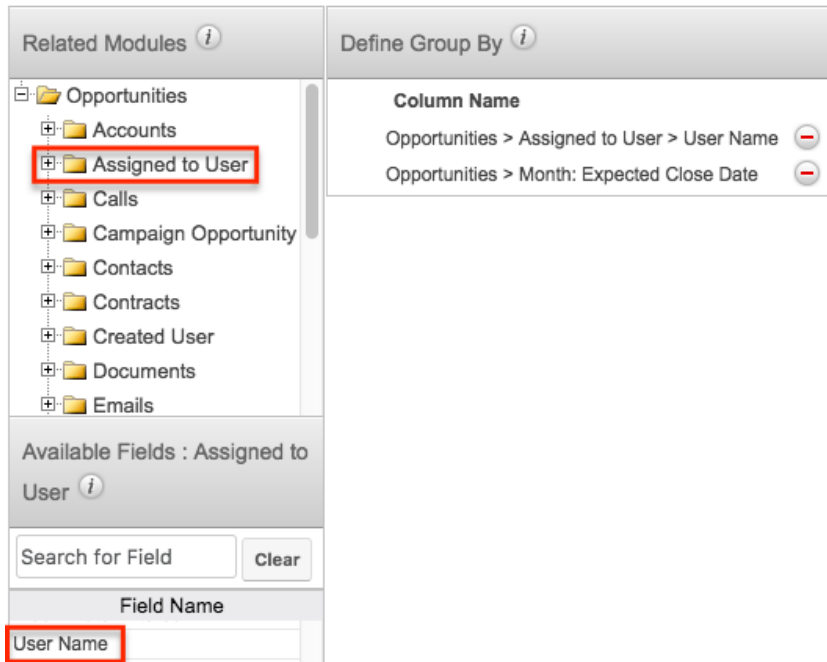 Related Modules i
Opportunities
Accounts
Assigned to User
Calls
Campaign Opportunity
Contacts
Contracts
Created User
Documents
Emails
Available Fields : Assigned to
User i
Search for Field Clear
Field Name
User Name
Define Group By i
Column Name
Opportunities > Assigned to User > User Name
Opportunities > Month: Expected Close Date